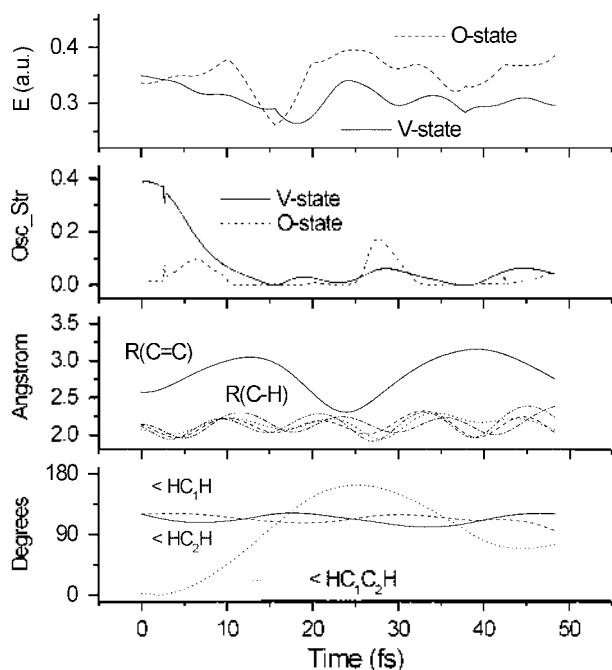 E (a.u.)
0.4
0.3
O-state
V-state
Osc_Str
0.4
0.2
0.0
V-state
O-state
Angstrom
3.5
3.0
2.5
2.0
R(C=C)
R(C-H)
Degrees
180
90
0
< HC₁H
< HC₂H
< HC₁C₂H
0 10 20 30 40 50
Time (fs)